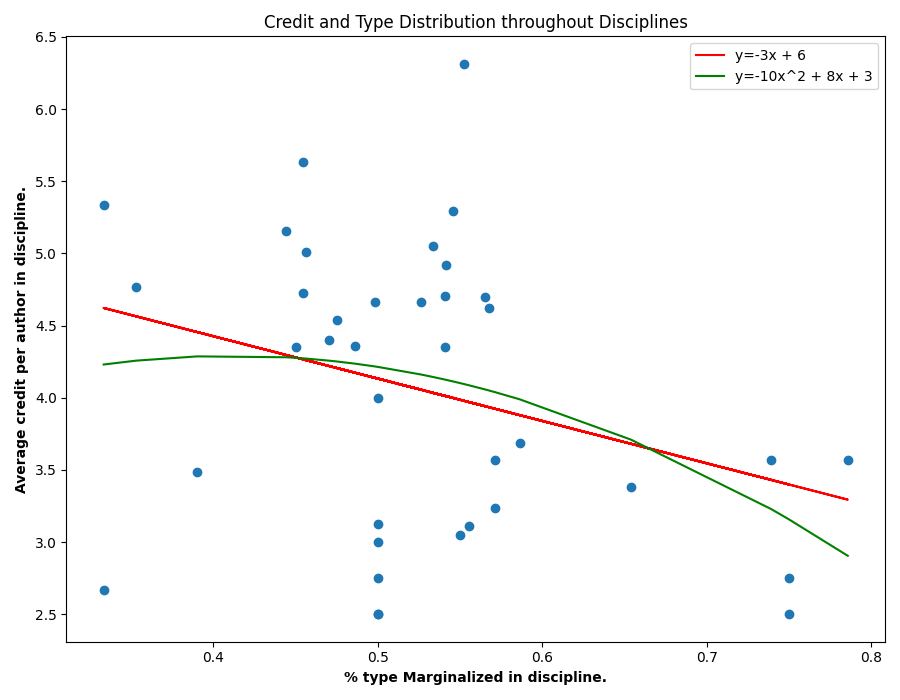 Credit and Type Distribution throughout Disciplines
y=-3x + 6
y=-10x^2 + 8x + 3
Average credit per author in discipline.
6.5
6.0
5.5
5.0
4.5
4.0
3.5
3.0
2.5
0.4 0.5 0.6 0.7 0.8
% type Marginalized in discipline.